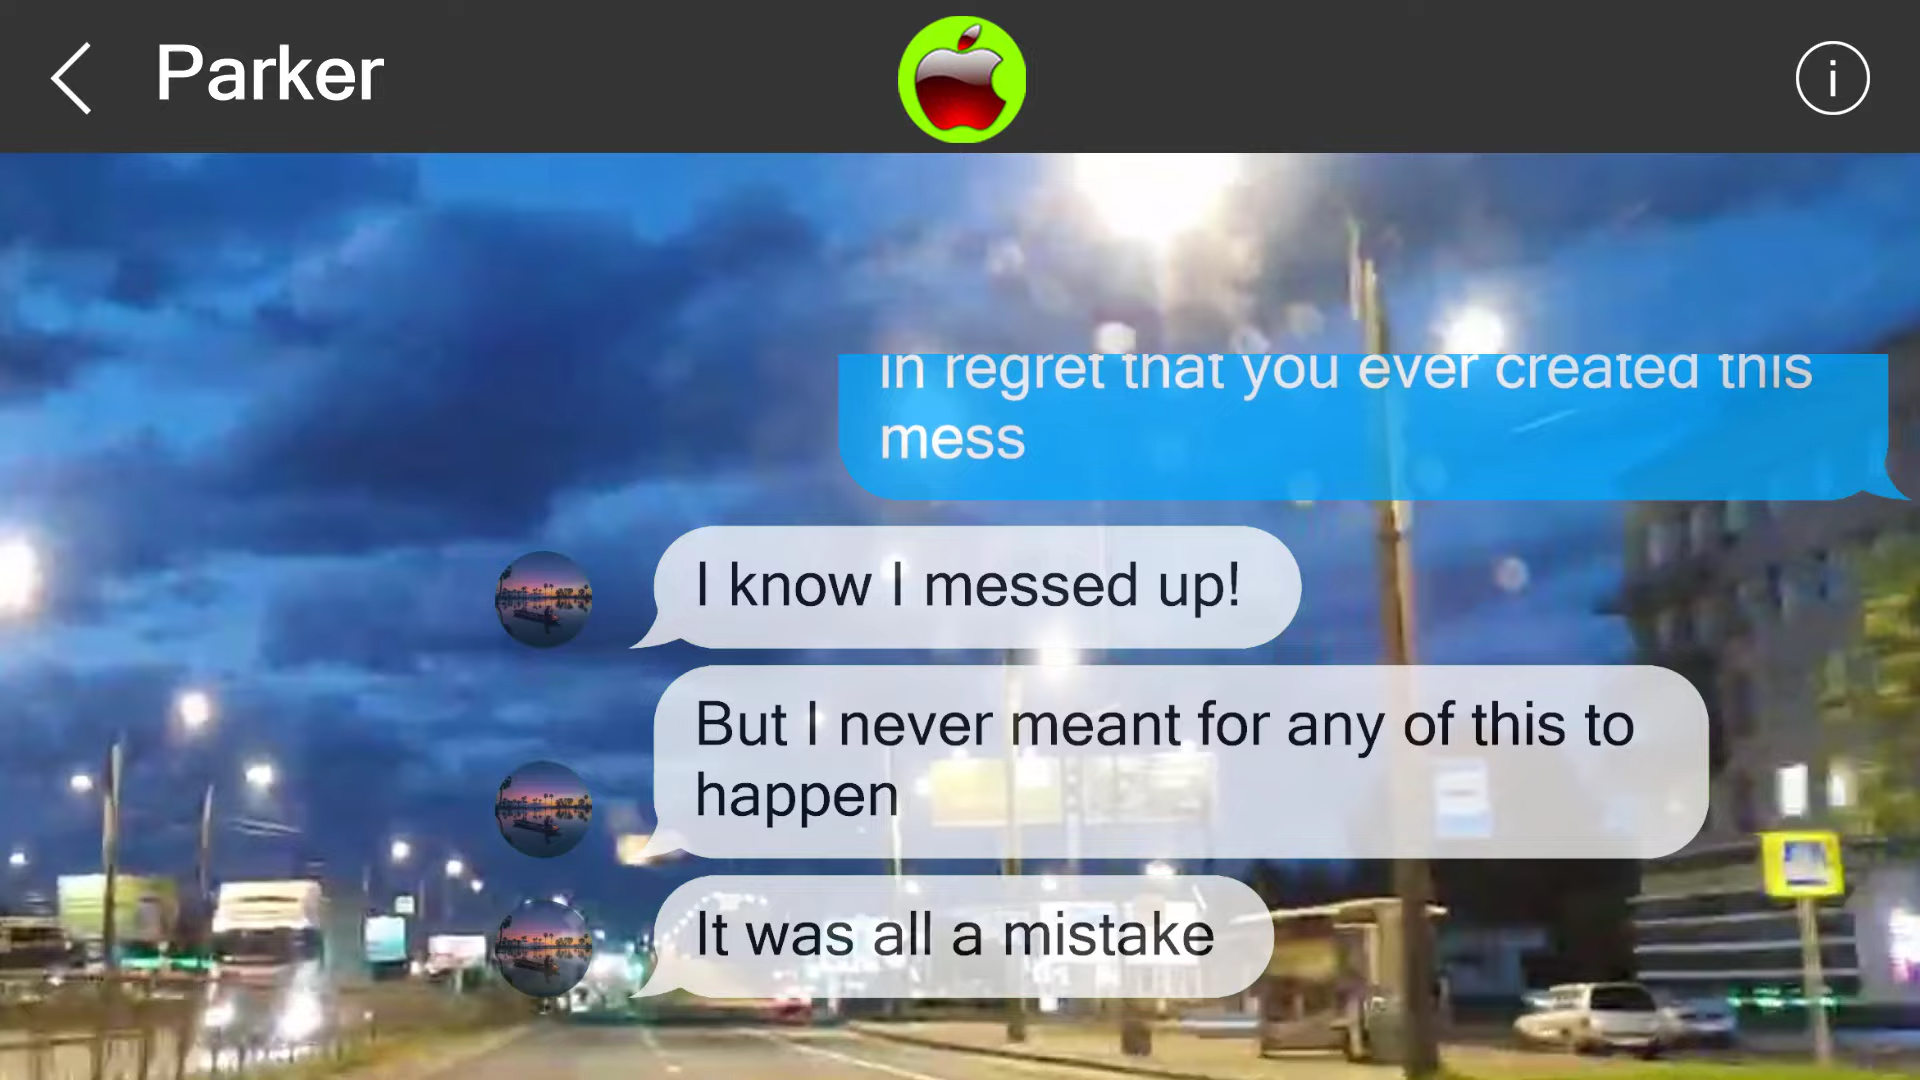 Parker
i
in regret that you ever created this
mess
I know I messed up!
But I never meant for any of this to
happen
It was all a mistake